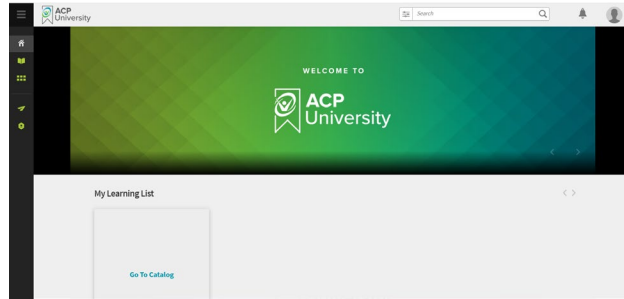 ACP
University
Search
WELCOME TO
ACP
University
My Learning List
Go To Catalog